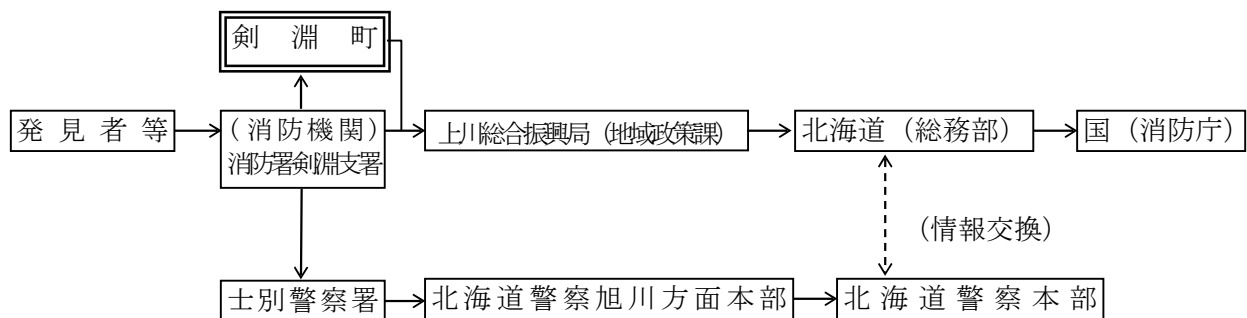 剣淵町
発見者等
(消防機関)
消防署剣淵支署
上川総合振興局(地域政策課)
北海道(総務部)
国(消防庁)
(情報交換)
士別警察署
北海道警察旭川方面本部
北海道警察本部